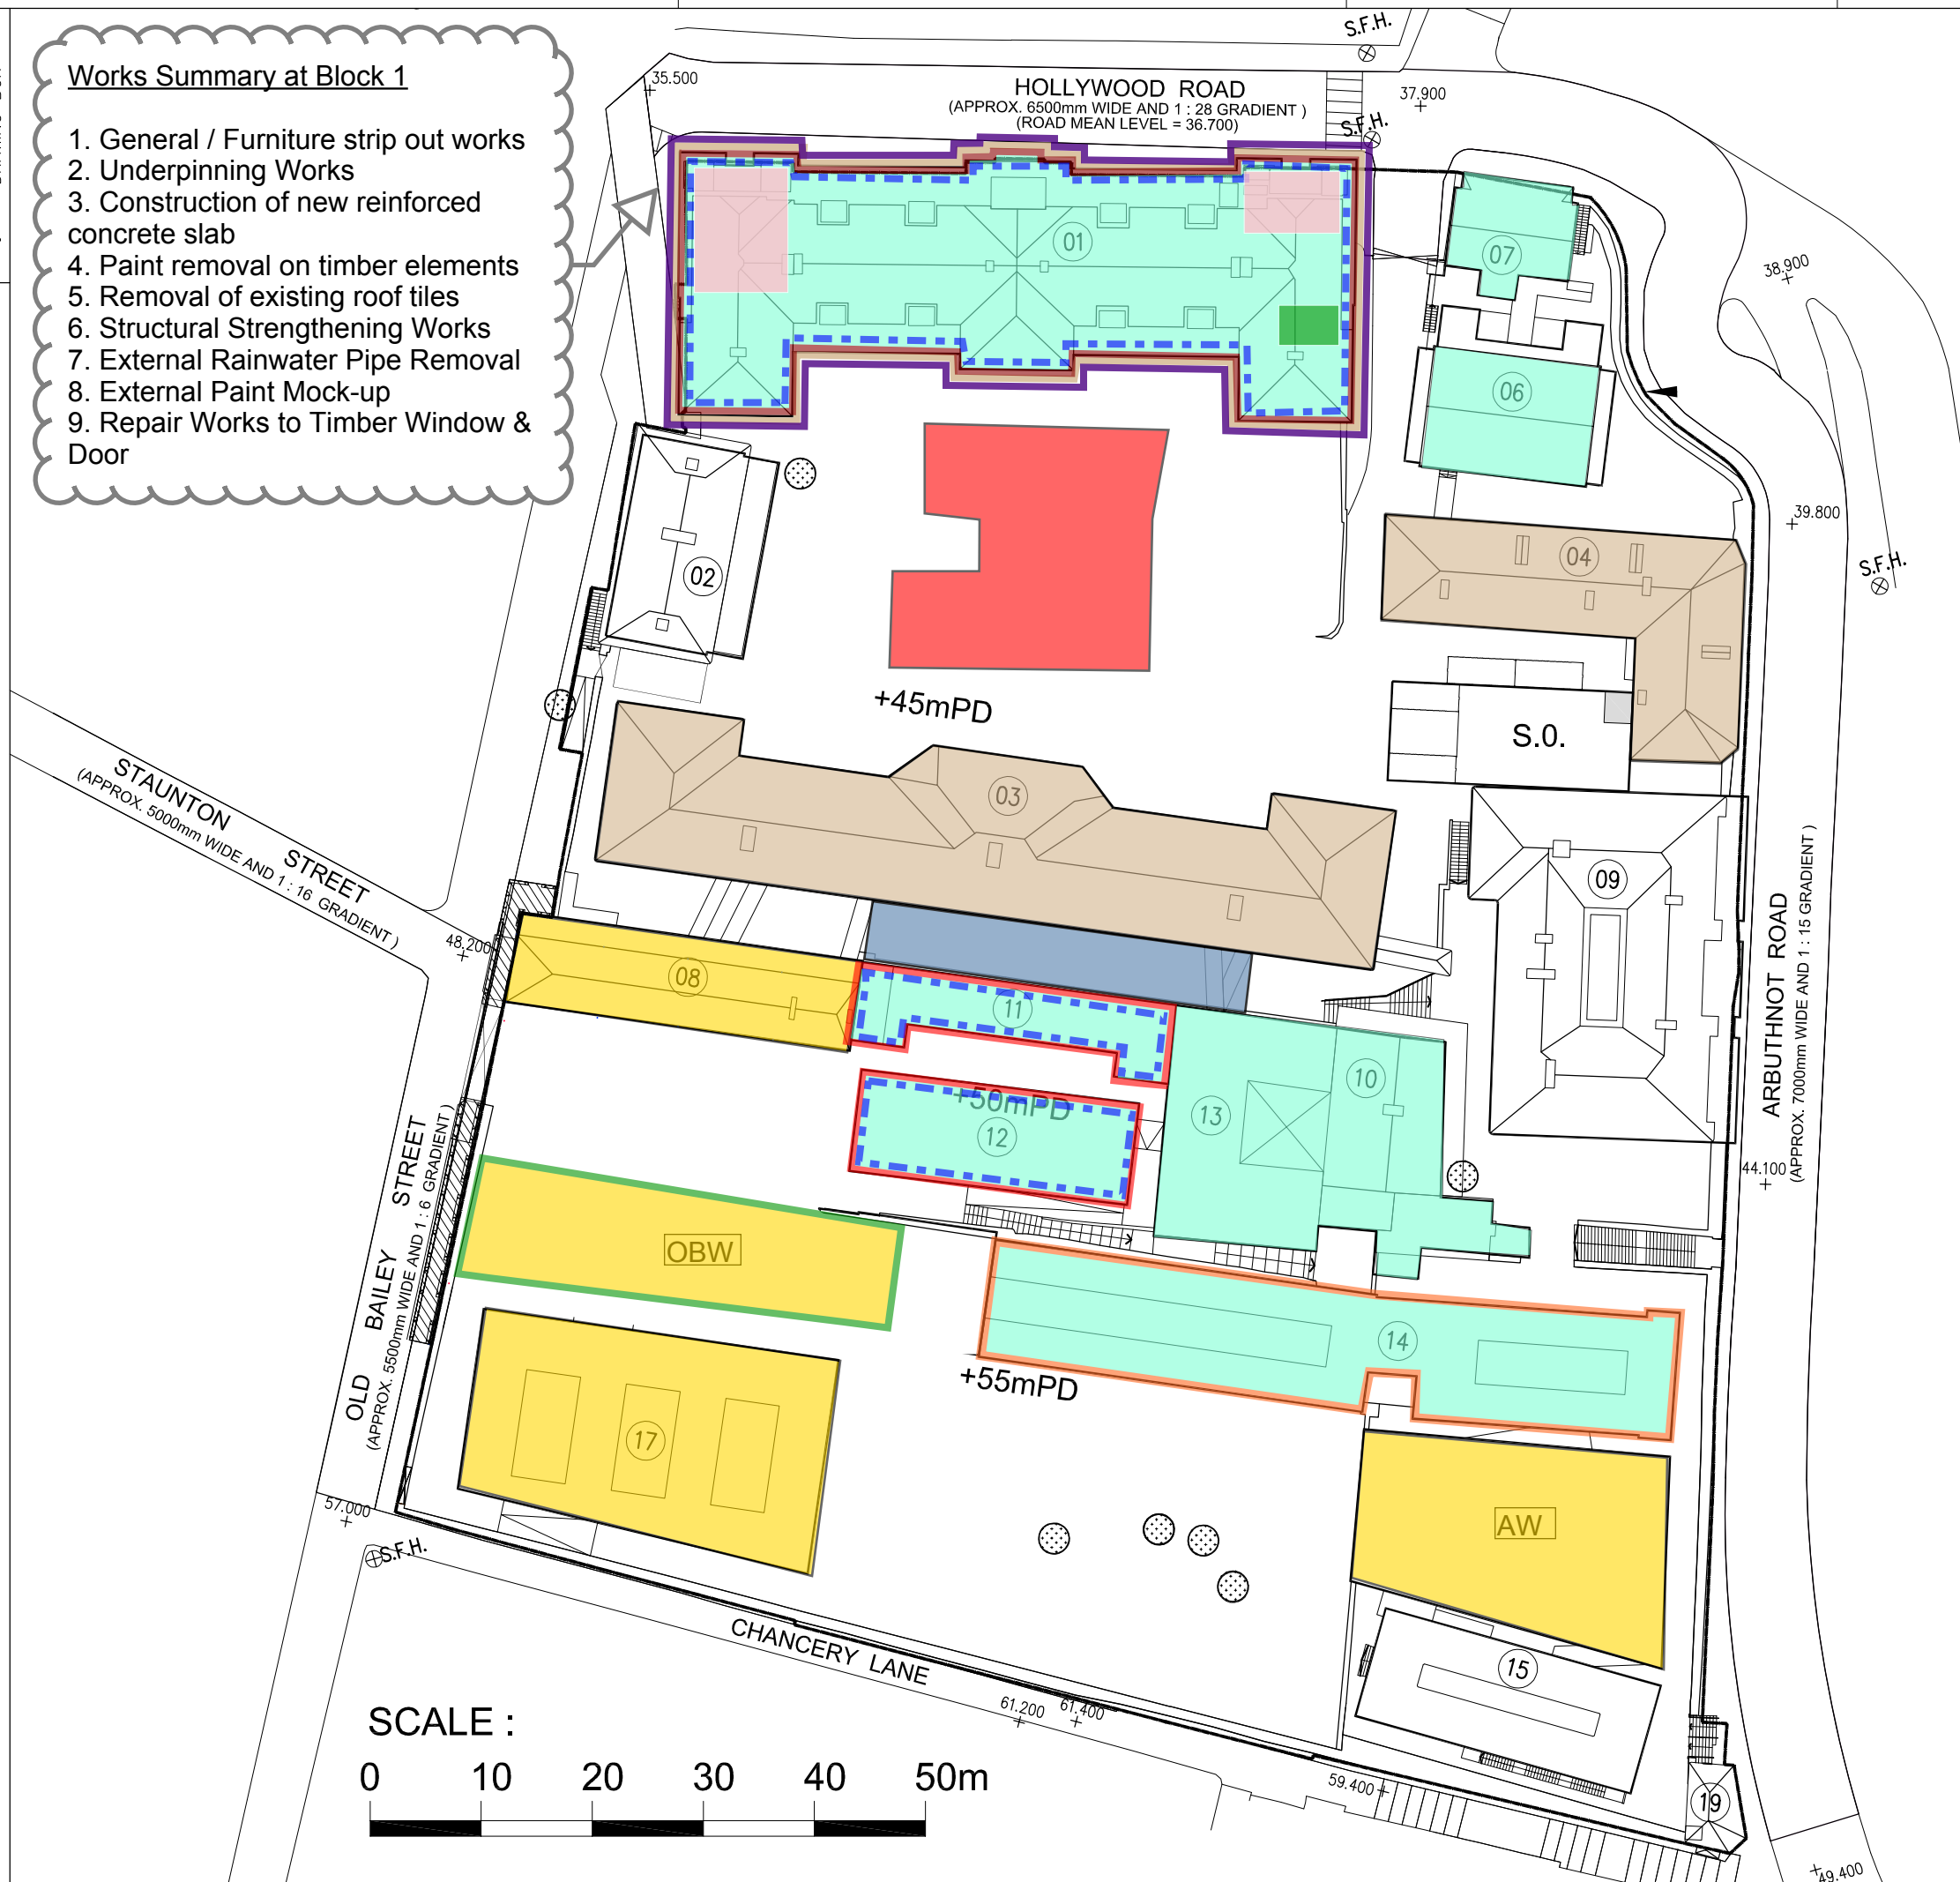 Works Summary at Block 1
1. General / Furniture strip out works
2. Underpinning Works
3. Construction of new reinforced
concrete slab
4. Paint removal on timber elements
5. Removal of existing roof tiles
6. Structural Strengthening Works
7. External Rainwater Pipe Removal
8. External Paint Mock-up
9. Repair Works to Timber Window &
Door
S.F.H.
35.500
HOLLYWOOD ROAD
(APPROX. 6500mm WIDE AND 1 : 28 GRADIENT )
(ROAD MEAN LEVEL = 36.700)
37.900
S.F.H.
01
07
38.900
06
39.800
04
S.F.H.
02
+45mPD
S.O.
03
09
STAUNTON STREET
(APPROX. 5000mm WIDE AND 1 : 16 GRADIENT )
48.200
08
11
10
+50mPD
12
13
ARBUTHNOT ROAD
(APPROX. 7000mm WIDE AND 1 : 15 GRADIENT )
44.100
OLD BAILEY STREET
(APPROX. 5500mm WIDE AND 1 : 6 GRADIENT )
OBW
14
+55mPD
17
AW
57.000
S.F.H.
CHANCERY LANE
15
61.200
61.400
59.400
19
49.400
SCALE :
0 10 20 30 40 50m